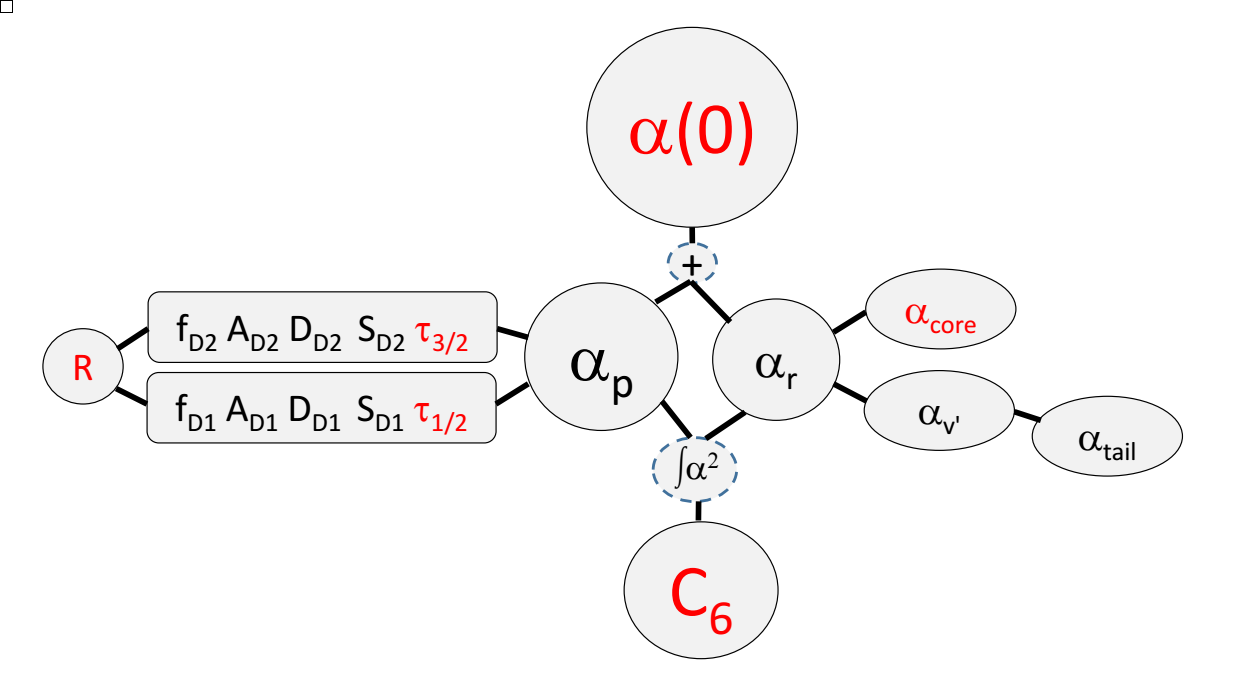 α(0)
+
f_D2 A_D2 D_D2 S_D2 τ_3/2
α_core
R
α_p
α_r
f_D1 A_D1 D_D1 S_D1 τ_1/2
α_v'
α_tail
∫α²
C_6